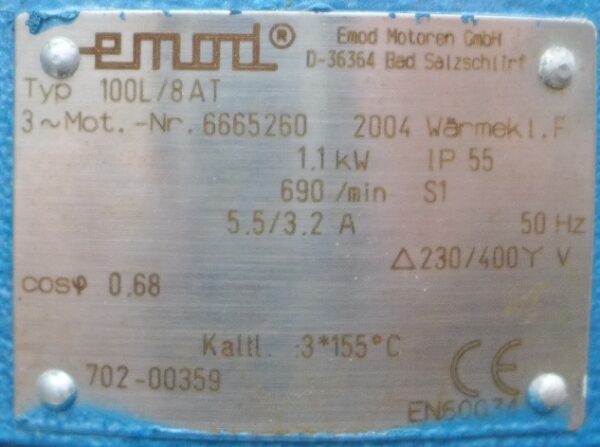 emod® Emod Motoren GmbH
D-36364 Bad Salzschlirf
Typ 100L/8AT
3~Mot.-Nr. 6665260 2004 Wärmekl.F
1.1 kW IP 55
690 /min S1
5.5/3.2 A 50 Hz
Δ230/400Y V
cosφ 0.68
Kaltl. :3*155°C
702-00359 CE
EN60034